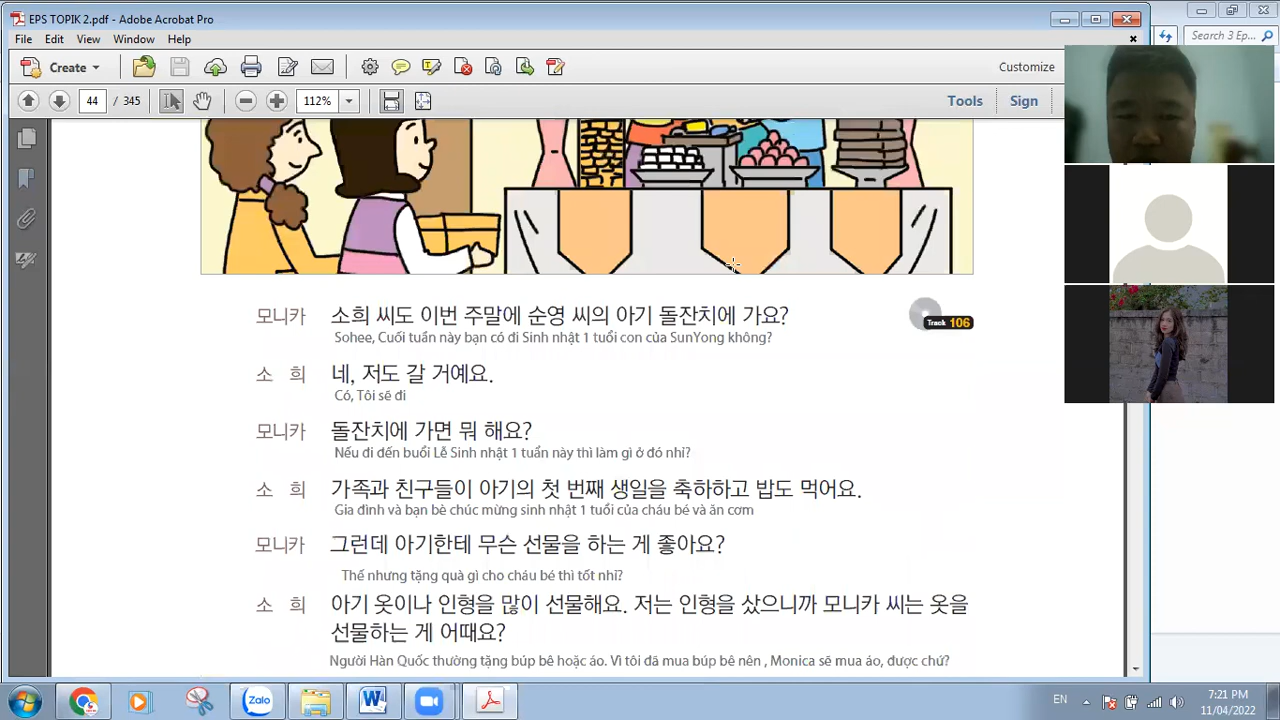 EPS TOPIK 2.pdf - Adobe Acrobat Pro
File Edit View Window Help
Search 3 Ep...
Create
Customize
44 / 345
112%
Tools
Sign
모니카 소희 씨도 이번 주말에 순영 씨의 아기 돌잔치에 가요?
Track 106
Sohee, Cuối tuần này bạn có đi Sinh nhật 1 tuổi con của SunYong không?
소 희 네, 저도 갈 거예요.
Có, Tôi sẽ đi
모니카 돌잔치에 가면 뭐 해요?
Nếu đi đến buổi Lễ Sinh nhật 1 tuẩn này thì làm gì ở đó nhỉ?
소 희 가족과 친구들이 아기의 첫 번째 생일을 축하하고 밥도 먹어요.
Gia đình và bạn bè chúc mừng sinh nhật 1 tuổi của cháu bé và ăn cơm
모니카 그런데 아기한테 무슨 선물을 하는 게 좋아요?
Thế nhưng tặng quà gì cho cháu bé thì tốt nhỉ?
소 희 아기 옷이나 인형을 많이 선물해요. 저는 인형을 샀으니까 모니카 씨는 옷을
선물하는 게 어때요?
Người Hàn Quốc thường tặng búp bê hoặc áo. Vì tôi đã mua búp bê nên , Monica sẽ mua áo, được chứ?
Zalo
EN
7:21 PM
11/04/2022